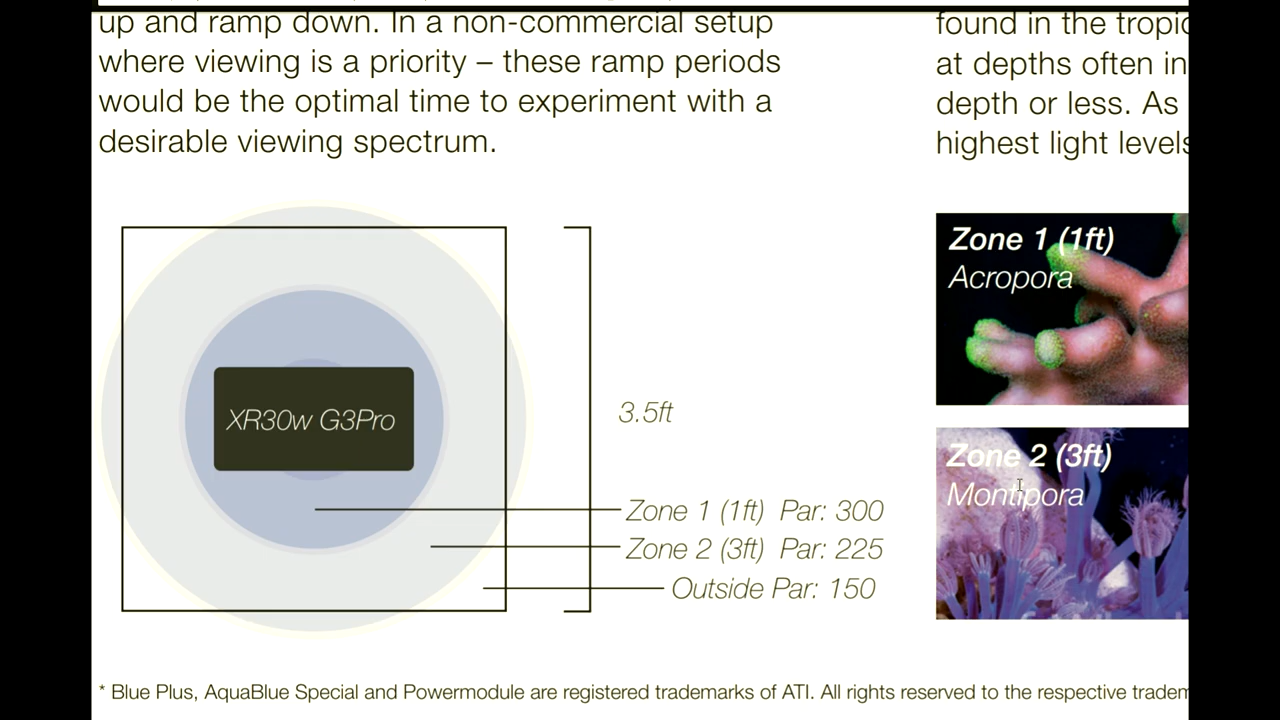 up and ramp down. In a non-commercial setup
where viewing is a priority – these ramp periods
would be the optimal time to experiment with a
desirable viewing spectrum.
found in the
at depths often in
depth or less. As
highest light levels
XR30w G3Pro
3.5ft
Zone 1 (1ft) Par: 300
Zone 2 (3ft) Par: 225
Outside Par: 150
Zone 1 (1ft)
Acropora
Zone 2 (3ft)
Montipora
* Blue Plus, AquaBlue Special and Powermodule are registered trademarks of ATI. All rights reserved to the respective